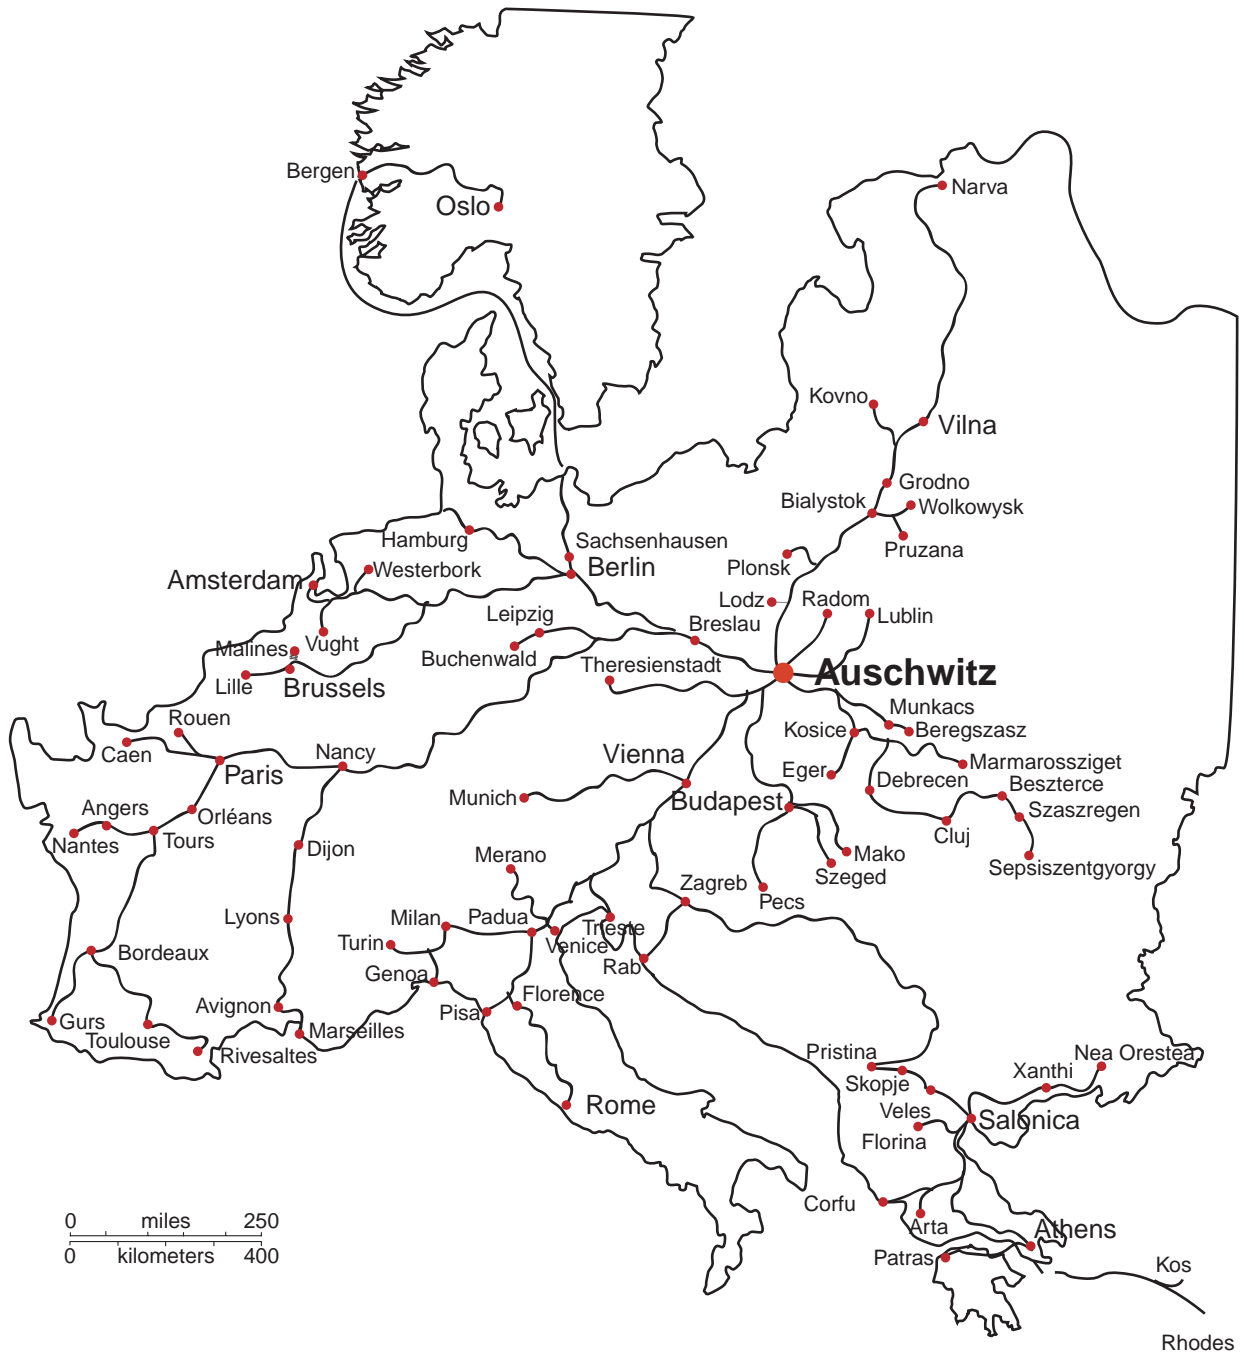 Bergen
Oslo
Narva
Kovno
Vilna
Grodno
Bialystok
Wolkowysk
Pruzana
Hamburg
Sachsenhausen
Plonsk
Amsterdam
Westerbork
Berlin
Lodz
Radom
Lublin
Leipzig
Breslau
Malines
Vught
Buchenwald
Theresienstadt
Auschwitz
Lille
Brussels
Munkacs
Rouen
Kosice
Beregszasz
Caen
Nancy
Vienna
Marmarossziget
Paris
Eger
Debrecen
Beszterce
Munich
Budapest
Angers
Orléans
Szaszregen
Nantes
Tours
Cluj
Dijon
Merano
Mako
Sepsiszentgyorgy
Szeged
Zagreb
Pecs
Lyons
Milan
Padua
Trieste
Turin
Venice
Bordeaux
Rab
Genoa
Avignon
Florence
Gurs
Pisa
Toulouse
Marseilles
Rivesaltes
Pristina
Nea Orestea
Skopje
Xanthi
Rome
Veles
Salonica
Florina
Corfu
0 miles 250
Arta
Athens
0 kilometers 400
Patras
Kos
Rhodes